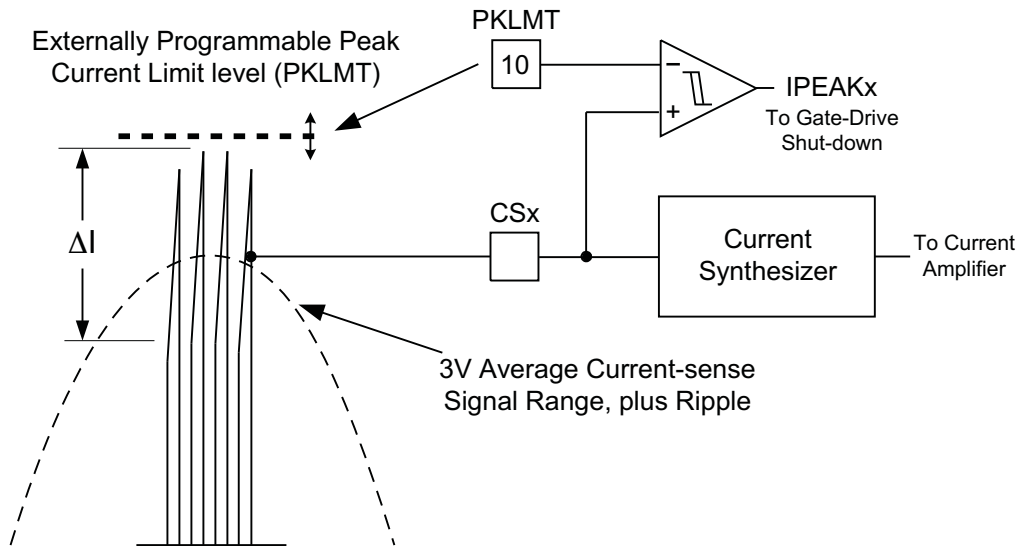 Externally Programmable Peak
Current Limit level (PKLMT)
PKLMT
10
−
+
IPEAKx
To Gate-Drive
Shut-down
ΔI
CSx
Current
Synthesizer
To Current
Amplifier
3V Average Current-sense
Signal Range, plus Ripple